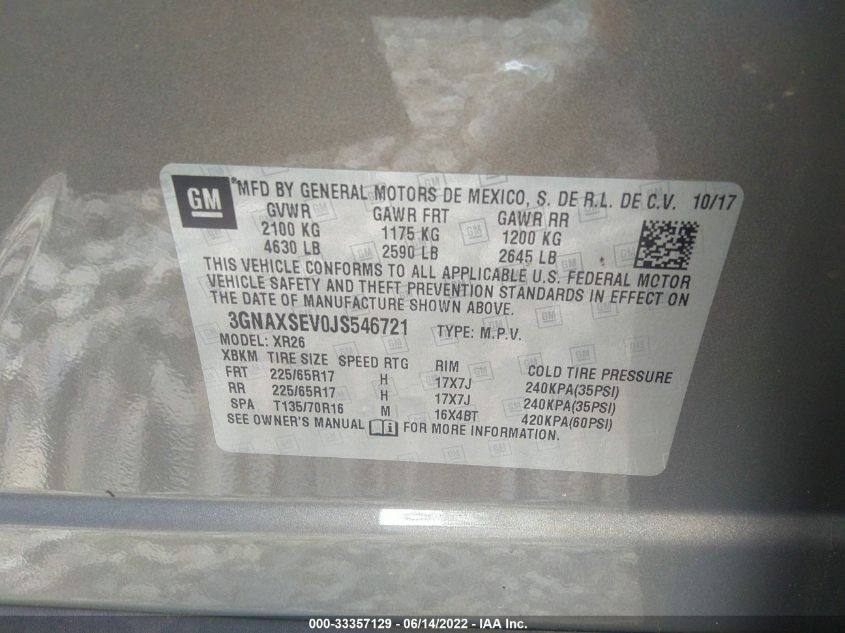 GM MFD BY GENERAL MOTORS DE MEXICO, S. DE R.L. DE C.V. 10/17
GVWR GAWR FRT GAWR RR
2100 KG 1175 KG 1200 KG
4630 LB 2590 LB 2645 LB
THIS VEHICLE CONFORMS TO ALL APPLICABLE U.S. FEDERAL MOTOR
VEHICLE SAFETY AND THEFT PREVENTION STANDARDS IN EFFECT ON
THE DATE OF MANUFACTURE SHOWN ABOVE.
3GNAXSEV0JS546721 TYPE: M.P.V.
MODEL: XR26
XBKM TIRE SIZE SPEED RTG RIM COLD TIRE PRESSURE
FRT 225/65R17 H 17X7J 240KPA(35PSI)
RR 225/65R17 H 17X7J 240KPA(35PSI)
SPA T135/70R16 M 16X4BT 420KPA(60PSI)
SEE OWNER'S MANUAL FOR MORE INFORMATION.
000-33357129 - 06/14/2022 - IAA Inc.